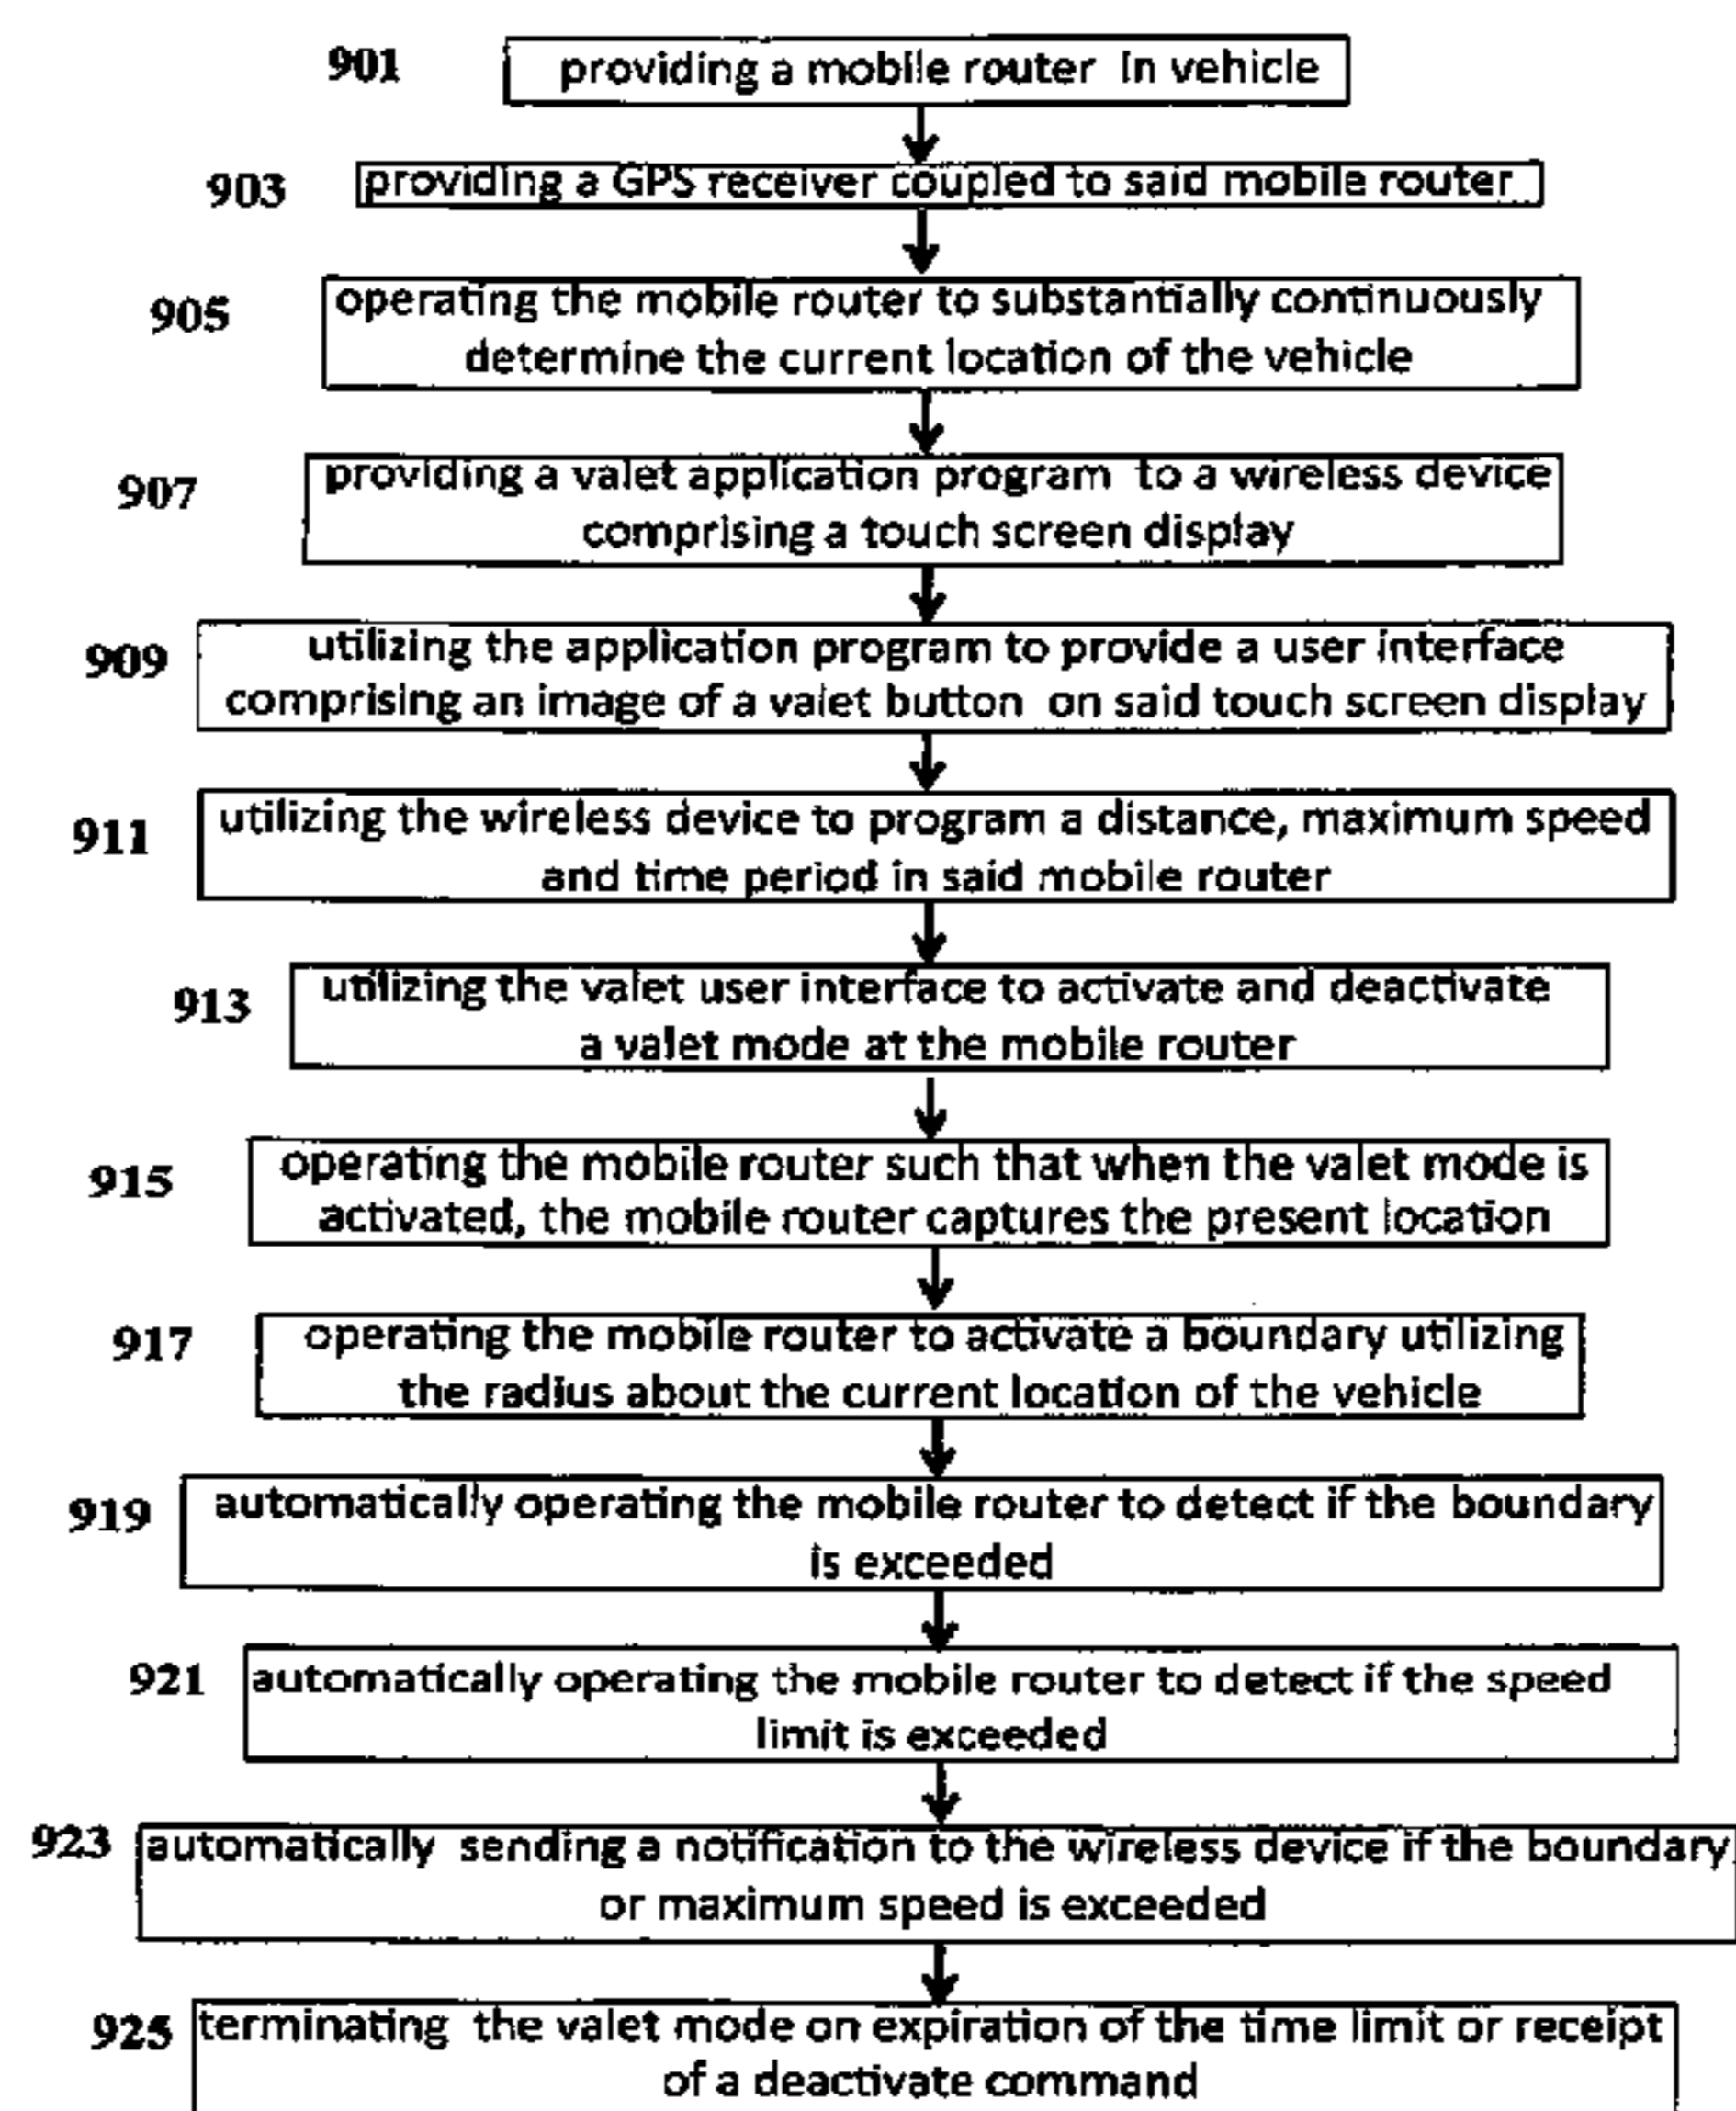 901 providing a mobile router in vehicle
903 providing a GPS receiver coupled to said mobile router
905 operating the mobile router to substantially continuously
determine the current location of the vehicle
907 providing a valet application program to a wireless device
comprising a touch screen display
909 utilizing the application program to provide a user interface
comprising an image of a valet button on said touch screen display
911 utilizing the wireless device to program a distance, maximum speed
and time period in said mobile router
913 utilizing the valet user interface to activate and deactivate
a valet mode at the mobile router
915 operating the mobile router such that when the valet mode is
activated, the mobile router captures the present location
917 operating the mobile router to activate a boundary utilizing
the radius about the current location of the vehicle
919 automatically operating the mobile router to detect if the boundary
is exceeded
921 automatically operating the mobile router to detect if the speed
limit is exceeded
923 automatically sending a notification to the wireless device if the boundary
or maximum speed is exceeded
925 terminating the valet mode on expiration of the time limit or receipt
of a deactivate command